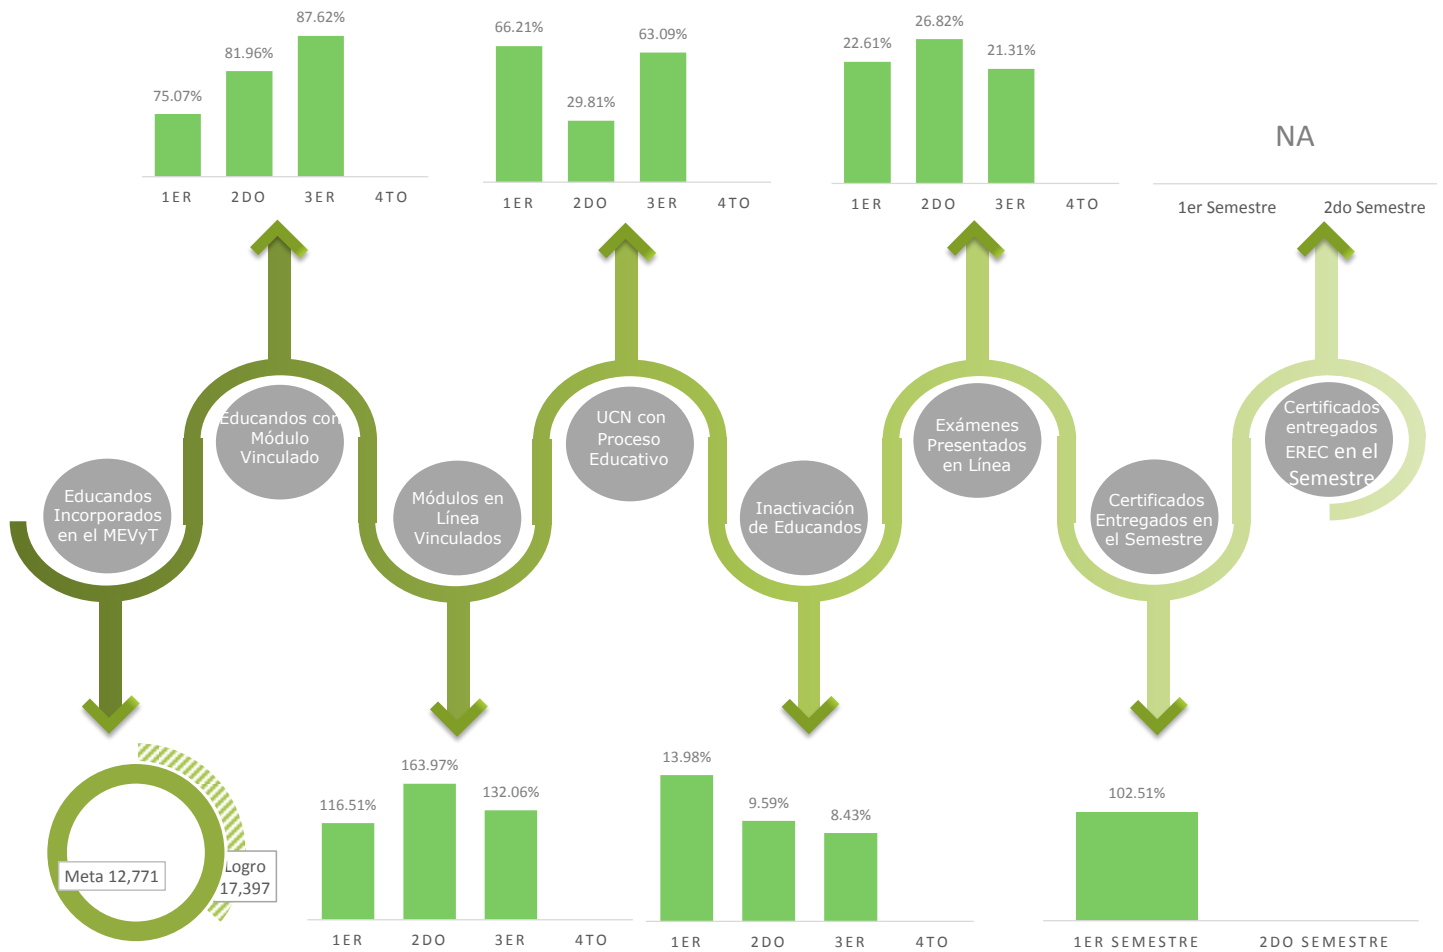 87.62%
81.96%
75.07%
1ER 2DO 3ER 4TO
66.21%
63.09%
29.81%
1ER 2DO 3ER 4TO
26.82%
22.61%
21.31%
1ER 2DO 3ER 4TO
NA
1er Semestre 2do Semestre
Educandos
Incorporados
en el MEVyT
Educandos con
Módulo
Vinculado
Módulos en
Línea
Vinculados
UCN con
Proceso
Educativo
Inactivación
de Educandos
Exámenes
Presentados
en Línea
Certificados
Entregados en
el Semestre
Certificados
entregados
EREC en el
Semestre
Meta 12,771
Logro
17,397
163.97%
132.06%
116.51%
1ER 2DO 3ER 4TO
13.98%
9.59%
8.43%
1ER 2DO 3ER 4TO
102.51%
1ER SEMESTRE 2DO SEMESTRE